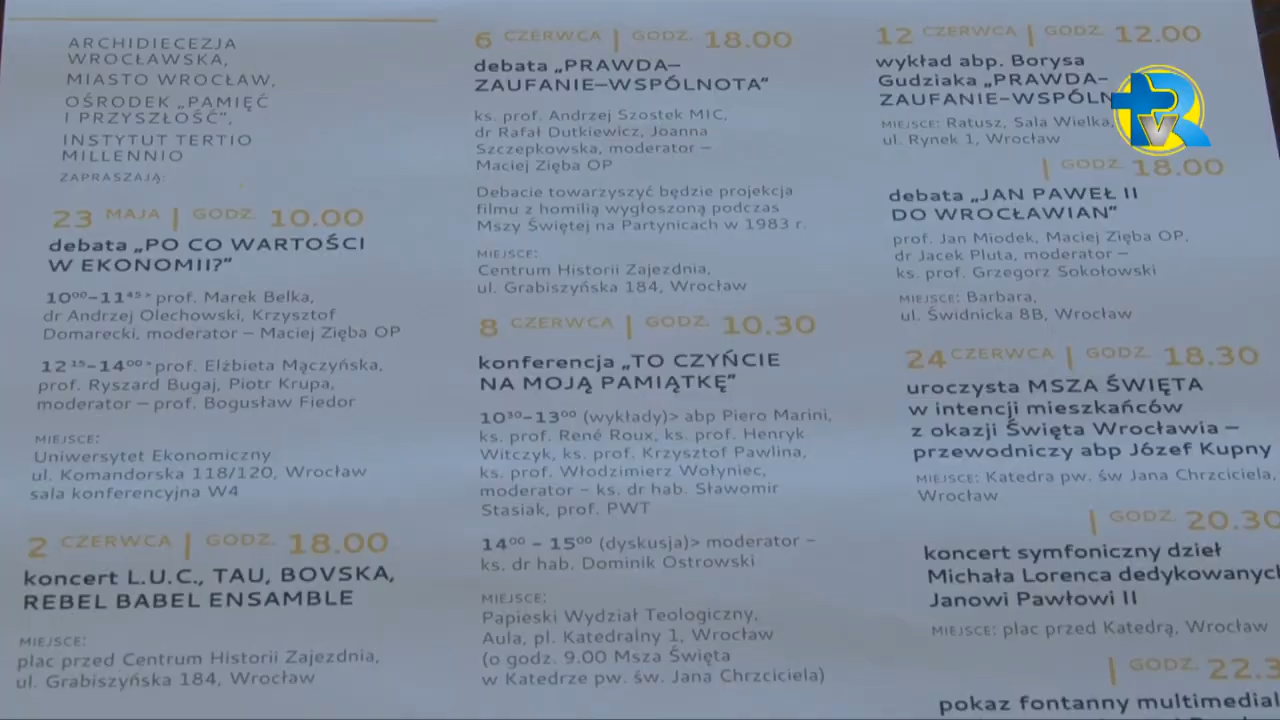 ARCHIDIECEZJA
WROCŁAWSKA,
MIASTO WROCŁAW,
OŚRODEK „PAMIĘĆ
I PRZYSZŁOŚĆ”,
INSTYTUT TERTIO
MILLENNIO
ZAPRASZAJĄ:
23 MAJA | GODZ. 10.00
debata „PO CO WARTOŚCI
W EKONOMII?”
10⁰⁰–11⁴⁵> prof. Marek Belka,
dr Andrzej Olechowski, Krzysztof
Domarecki, moderator – Maciej Zięba OP
12¹⁵–14⁰⁰> prof. Elżbieta Mączyńska,
prof. Ryszard Bugaj, Piotr Krupa,
moderator – prof. Bogusław Fiedor
MIEJSCE:
Uniwersytet Ekonomiczny
ul. Komandorska 118/120, Wrocław
sala konferencyjna W4
2 CZERWCA | GODZ. 18.00
koncert L.U.C., TAU, BOVSKA,
REBEL BABEL ENSAMBLE
MIEJSCE:
plac przed Centrum Historii Zajezdnia,
ul. Grabiszyńska 184, Wrocław
6 CZERWCA | GODZ. 18.00
debata „PRAWDA–
ZAUFANIE–WSPÓLNOTA”
ks. prof. Andrzej Szostek MIC,
dr Rafał Dutkiewicz, Joanna
Szczepkowska, moderator –
Maciej Zięba OP
Debacie towarzyszyć będzie projekcja
filmu z homilią wygłoszoną podczas
Mszy Świętej na Partynicach w 1983 r.
MIEJSCE:
Centrum Historii Zajezdnia,
ul. Grabiszyńska 184, Wrocław
8 CZERWCA | GODZ. 10.30
konferencja „TO CZYŃCIE
NA MOJĄ PAMIĄTKĘ”
10³⁰–13⁰⁰ (wykłady)> abp Piero Marini,
ks. prof. René Roux, ks. prof. Henryk
Witczyk, ks. prof. Krzysztof Pawlina,
ks. prof. Włodzimierz Wołyniec,
moderator – ks. dr hab. Sławomir
Stasiak, prof. PWT
14⁰⁰ – 15⁰⁰ (dyskusja)> moderator –
ks. dr hab. Dominik Ostrowski
MIEJSCE:
Papieski Wydział Teologiczny,
Aula, pl. Katedralny 1, Wrocław
(o godz. 9.00 Msza Święta
w Katedrze pw. św. Jana Chrzciciela)
12 CZERWCA | GODZ. 12.00
wykład abp. Borysa
Gudziaka „PRAWDA–
ZAUFANIE–WSPÓLN
MIEJSCE: Ratusz, Sala Wielka,
ul. Rynek 1, Wrocław
| GODZ. 18.00
debata „JAN PAWEŁ II
DO WROCŁAWIAN”
prof. Jan Miodek, Maciej Zięba OP,
dr Jacek Pluta, moderator –
ks. prof. Grzegorz Sokołowski
MIEJSCE: Barbara,
ul. Świdnicka 8B, Wrocław
24 CZERWCA | GODZ. 18.30
uroczysta MSZA ŚWIĘTA
w intencji mieszkańców
z okazji Święta Wrocławia –
przewodniczy abp Józef Kupny
MIEJSCE: Katedra pw. św Jana Chrzciciela,
Wrocław
| GODZ. 20.30
koncert symfoniczny dzieł
Michała Lorenca dedykowanyc
Janowi Pawłowi II
MIEJSCE: plac przed Katedrą, Wrocław
| GODZ. 22.3
pokaz fontanny multimedial